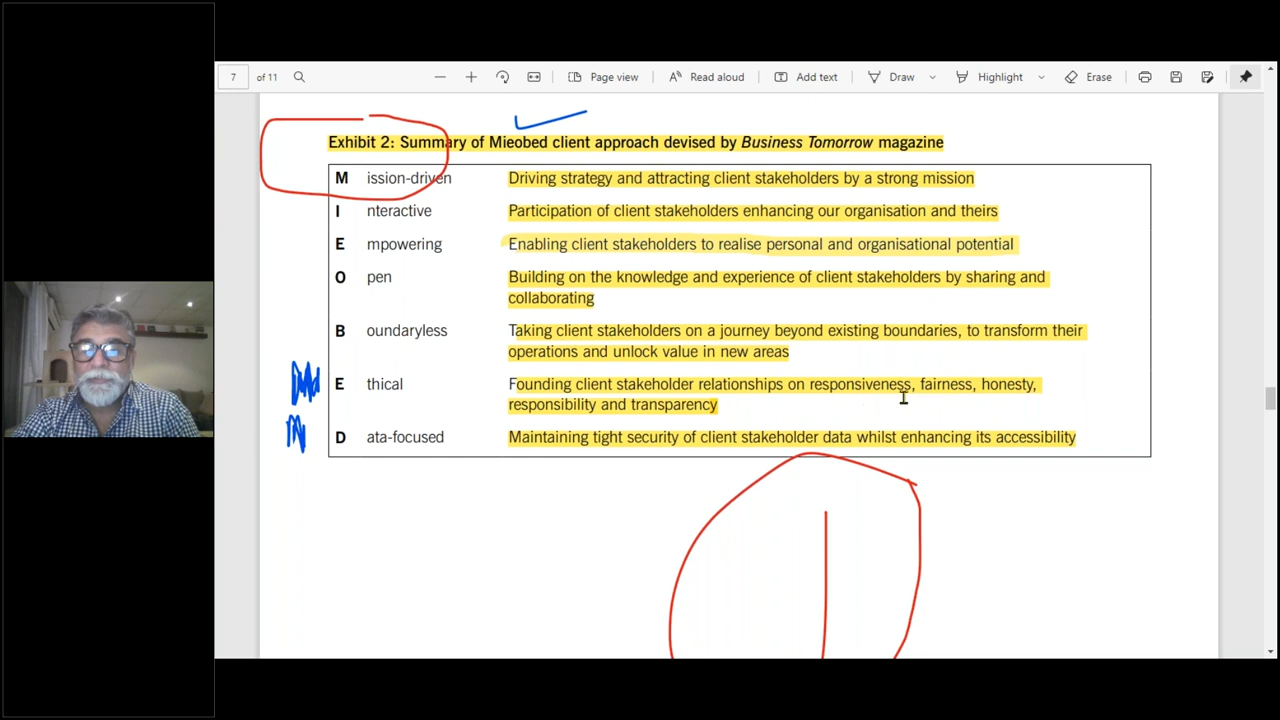 7 of 11 Page view Read aloud Add text Draw Highlight Erase
Exhibit 2: Summary of Mieobed client approach devised by Business Tomorrow magazine
M ission-driven Driving strategy and attracting client stakeholders by a strong mission
I nteractive Participation of client stakeholders enhancing our organisation and theirs
E mpowering Enabling client stakeholders to realise personal and organisational potential
O pen Building on the knowledge and experience of client stakeholders by sharing and
collaborating
B oundaryless Taking client stakeholders on a journey beyond existing boundaries, to transform their
operations and unlock value in new areas
E thical Founding client stakeholder relationships on responsiveness, fairness, honesty,
responsibility and transparency
D ata-focused Maintaining tight security of client stakeholder data whilst enhancing its accessibility